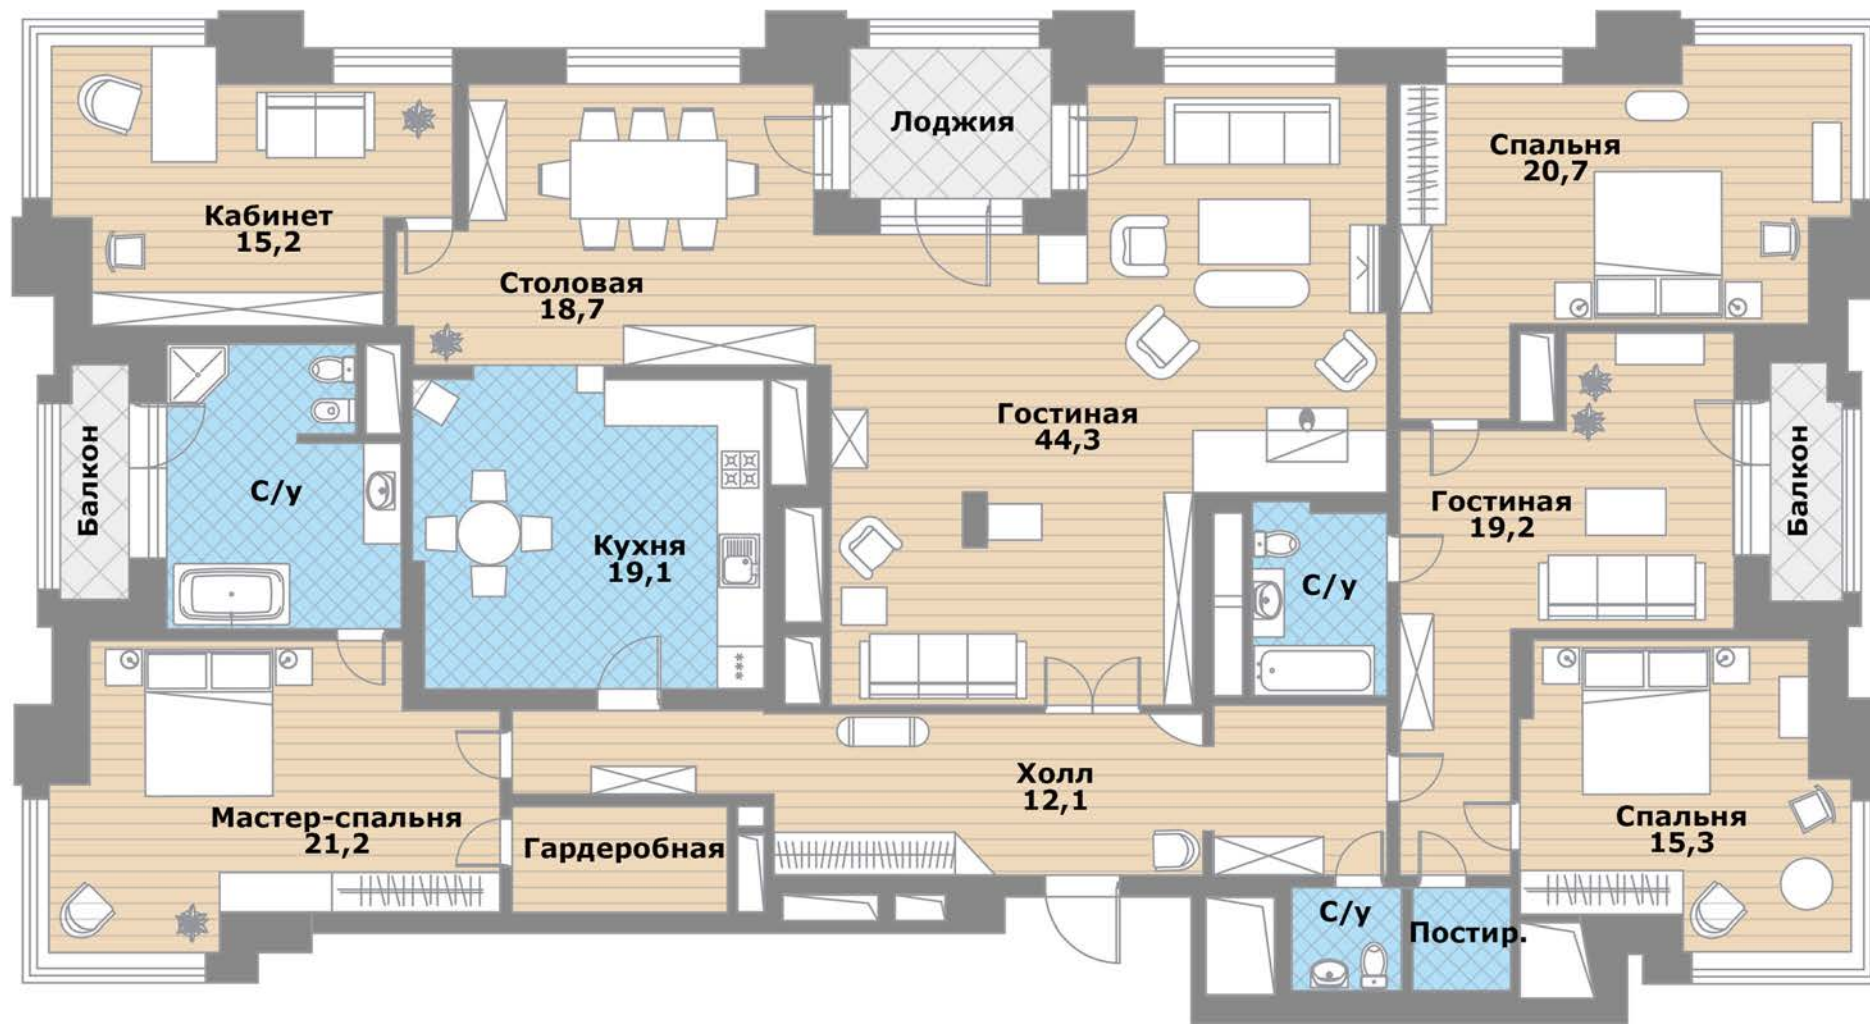 Лоджия
Спальня
20,7
Кабинет
15,2
Столовая
18,7
Гостиная
44,3
Балкон
С/у
Кухня
19,1
Гостиная
19,2
Балкон
С/у
Холл
12,1
Мастер-спальня
21,2
Гардеробная
Спальня
15,3
С/у
Постир.